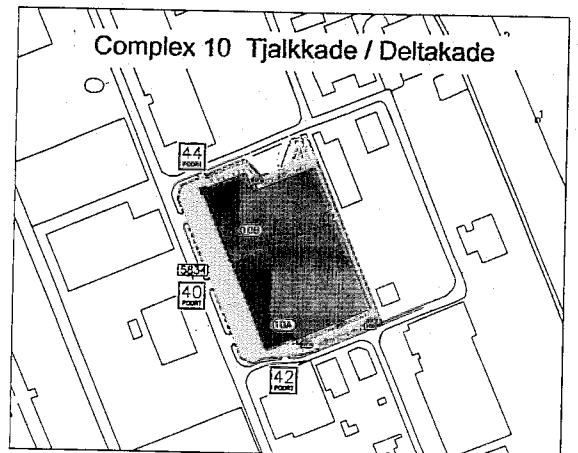 Complex 10 Tjalkkade / Deltakade
44
POORT
10B
5834
40
POORT
10A
42
POORT